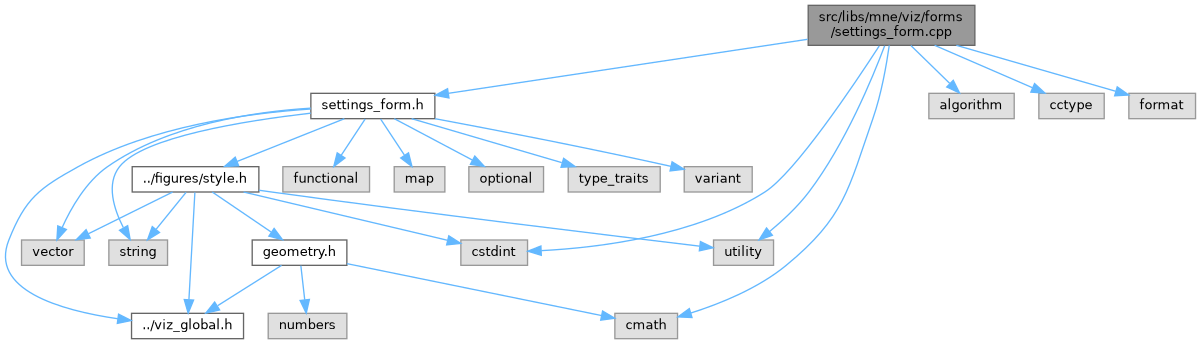 src/libs/mne/viz/forms
/settings_form.cpp
settings_form.h
algorithm
cctype
format
../figures/style.h
functional
map
optional
type_traits
variant
vector
string
geometry.h
cstdint
utility
../viz_global.h
numbers
cmath